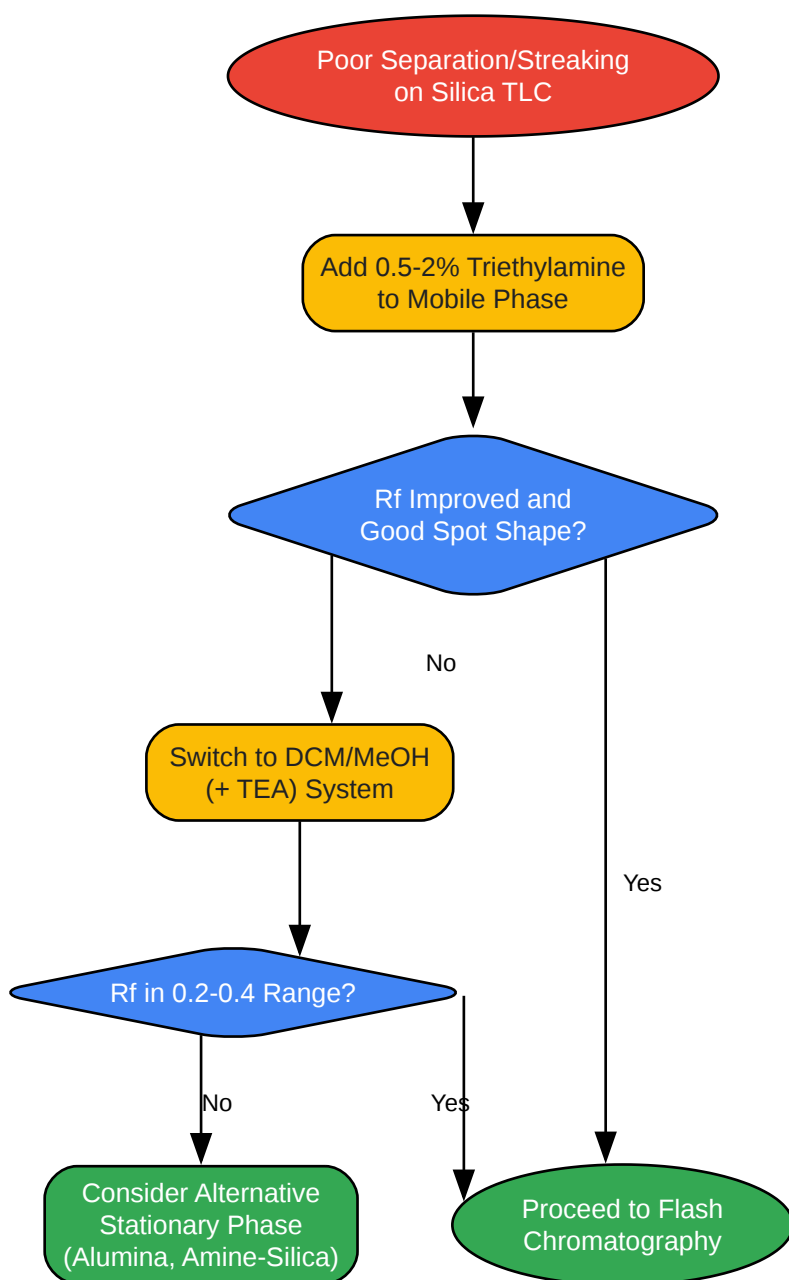 Poor Separation/Streaking
on Silica TLC
Add 0.5-2% Triethylamine
to Mobile Phase
Rf Improved and
Good Spot Shape?
No
Switch to DCM/MeOH
(+ TEA) System
Yes
Rf in 0.2-0.4 Range?
No
Yes
Consider Alternative
Stationary Phase
(Alumina, Amine-Silica)
Proceed to Flash
Chromatography